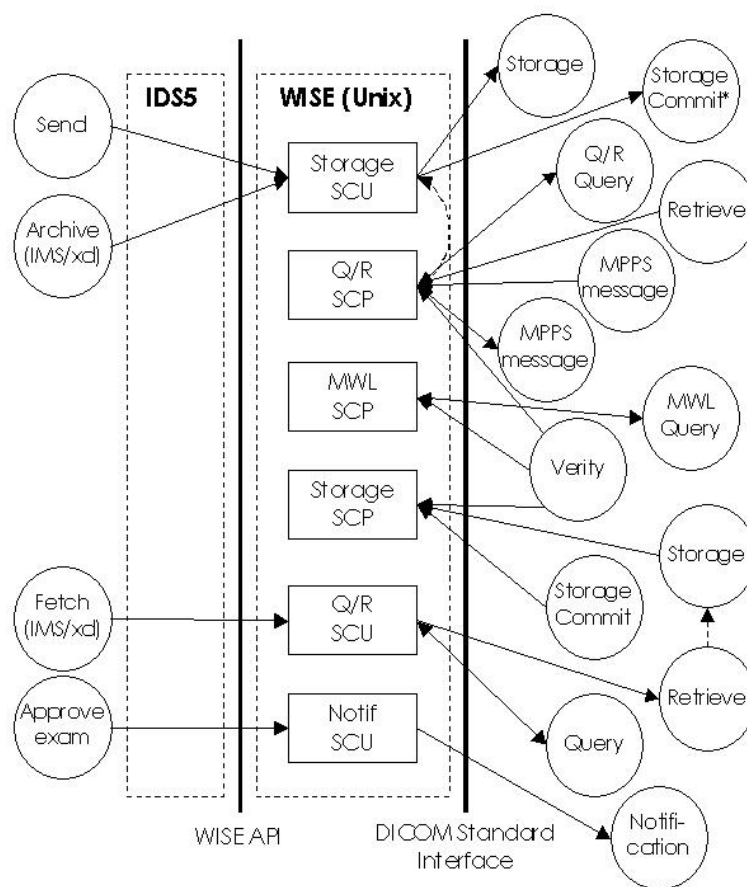 IDS5
WISE (Unix)
Storage
Storage
Commit*
Send
Q/R
Query
Storage
SCU
Retrieve
Archive
(IMS/xd)
Q/R
SCP
MPPS
message
MPPS
message
MWL
SCP
MWL
Query
Verity
Storage
SCP
Storage
Fetch
(IMS/xd)
Q/R
SCU
Storage
Commit
Retrieve
Approve
exam
Notif
SCU
Query
Notifi-
cation
WISE API
DICOM Standard
Interface